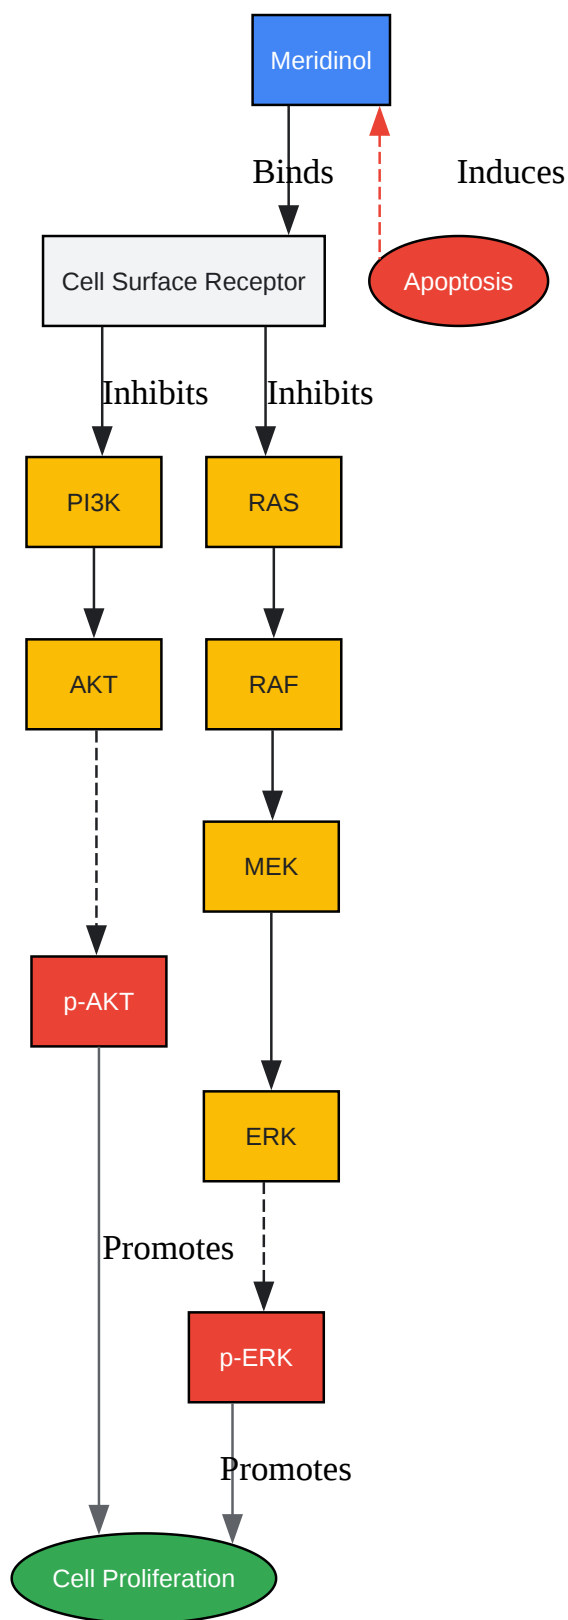 Meridinol
Binds
Induces
Cell Surface Receptor
Apoptosis
Inhibits
Inhibits
PI3K
RAS
AKT
RAF
MEK
p-AKT
ERK
Promotes
p-ERK
Promotes
Cell Proliferation